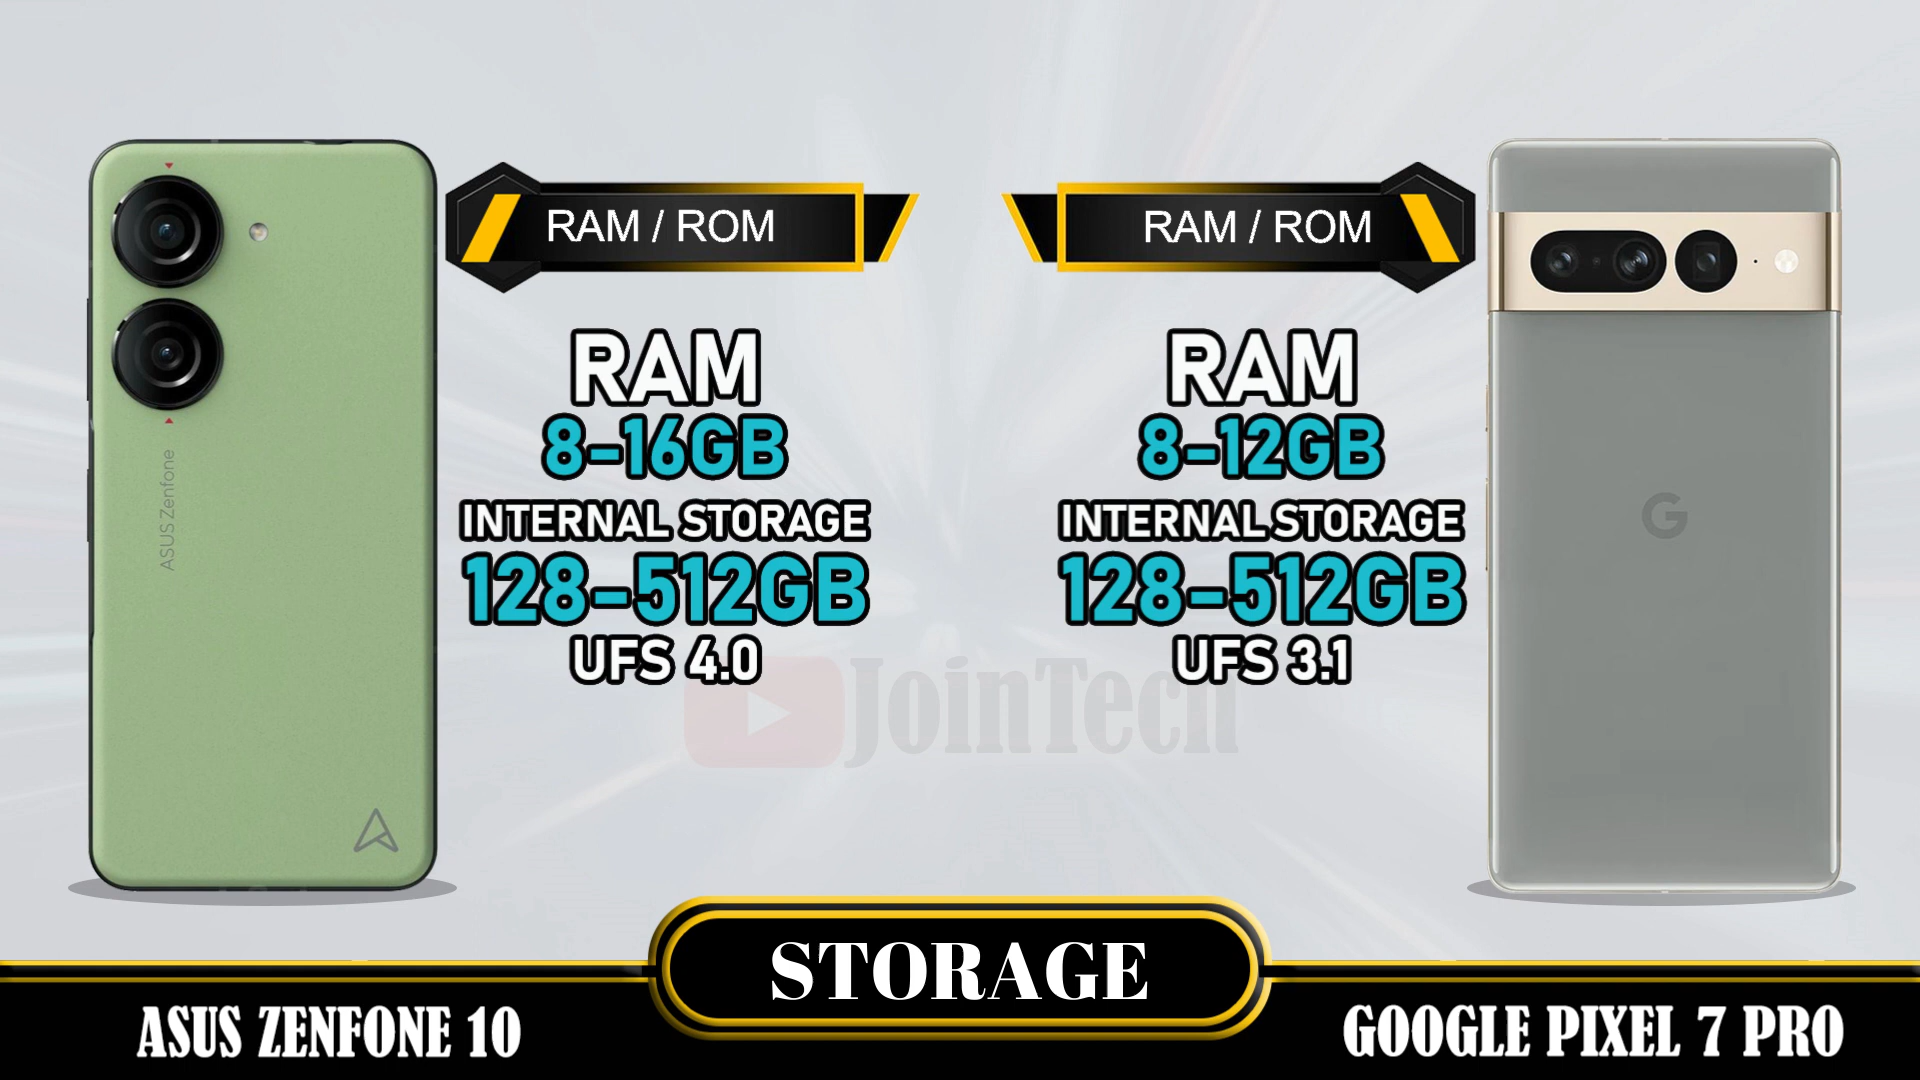 RAM / ROM
RAM
8-16GB
INTERNAL STORAGE
128-512GB
UFS 4.0
RAM / ROM
RAM
8-12GB
INTERNAL STORAGE
128-512GB
UFS 3.1
ASUS Zenfone
G
JoinTech
STORAGE
ASUS ZENFONE 10
GOOGLE PIXEL 7 PRO